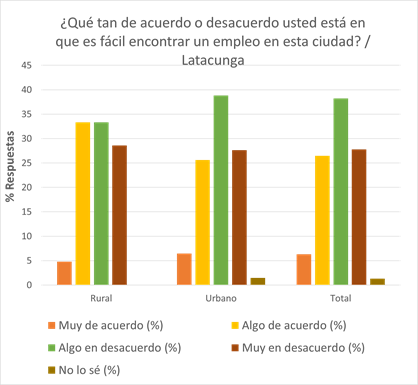 ¿Qué tan de acuerdo o desacuerdo usted está en
que es fácil encontrar un empleo en esta ciudad? /
Latacunga
% Respuestas
45
40
35
30
25
20
15
10
5
0
Rural Urbano Total
Muy de acuerdo (%) Algo de acuerdo (%)
Algo en desacuerdo (%) Muy en desacuerdo (%)
No lo sé (%)